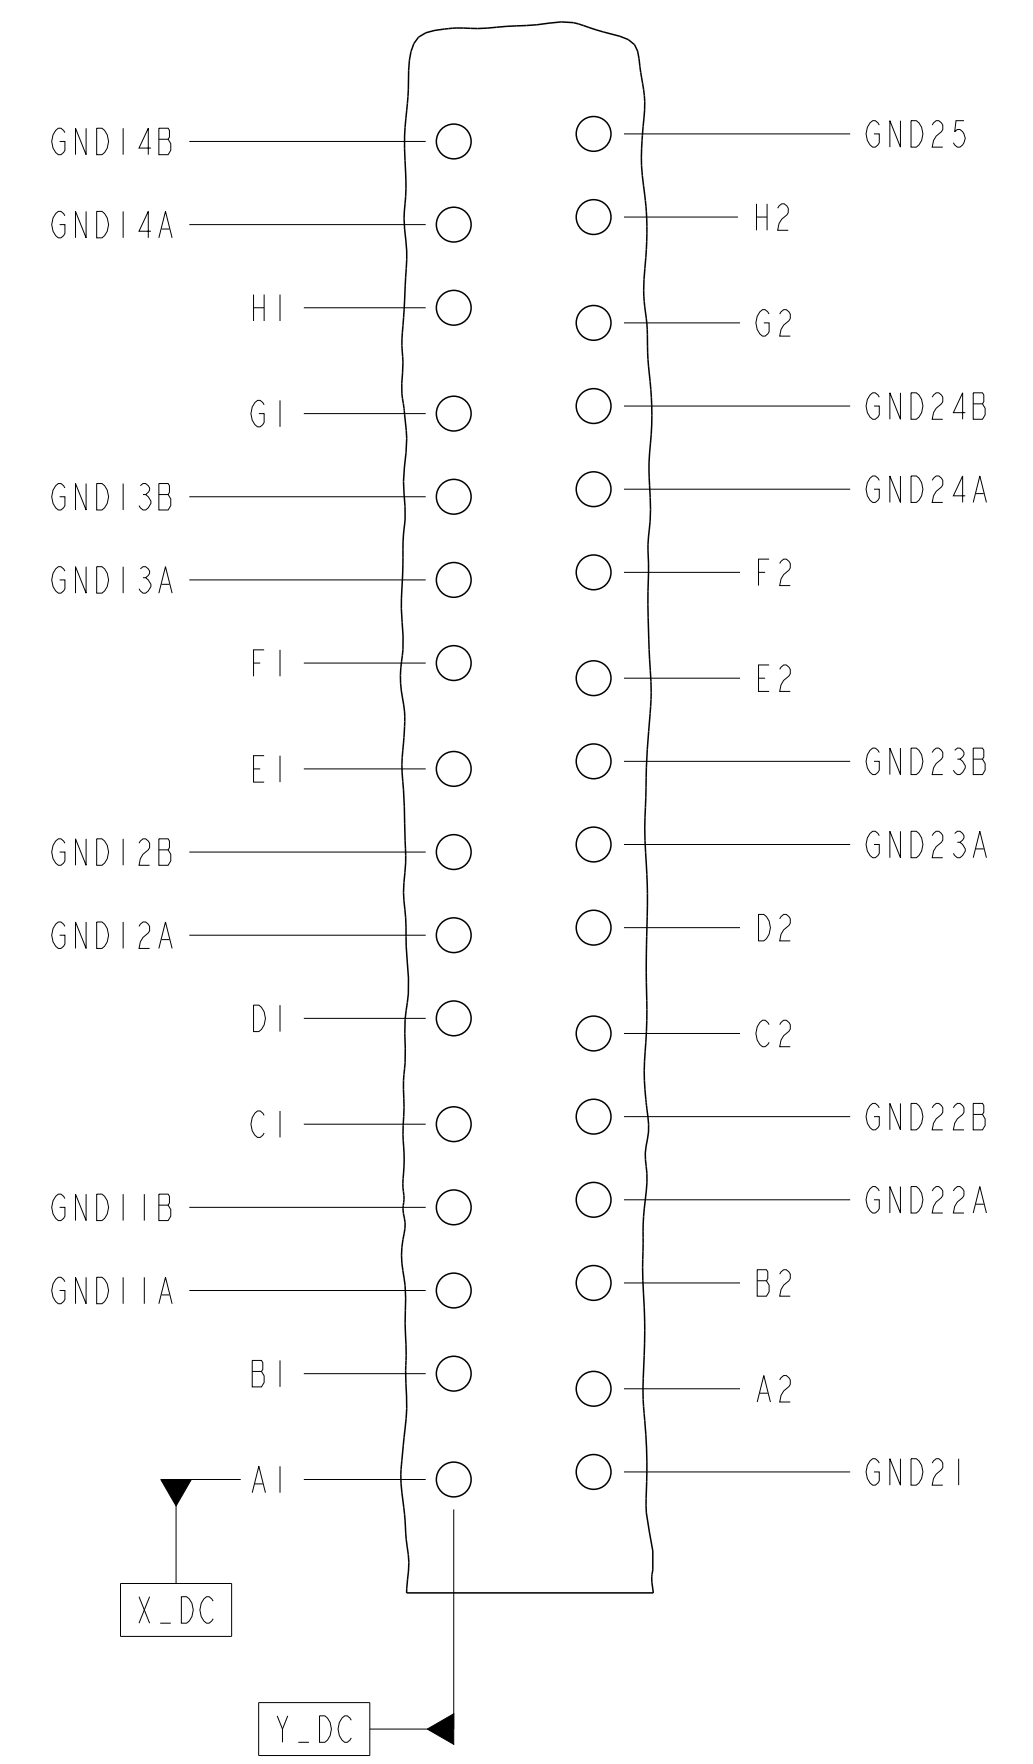 GND14B
GND25
GND14A
H2
H1
G2
G1
GND24B
GND13B
GND24A
GND13A
F2
F1
E2
E1
GND23B
GND12B
GND23A
GND12A
D2
D1
C2
C1
GND22B
GND11B
GND22A
GND11A
B2
B1
A2
A1
GND21
X_DC
Y_DC